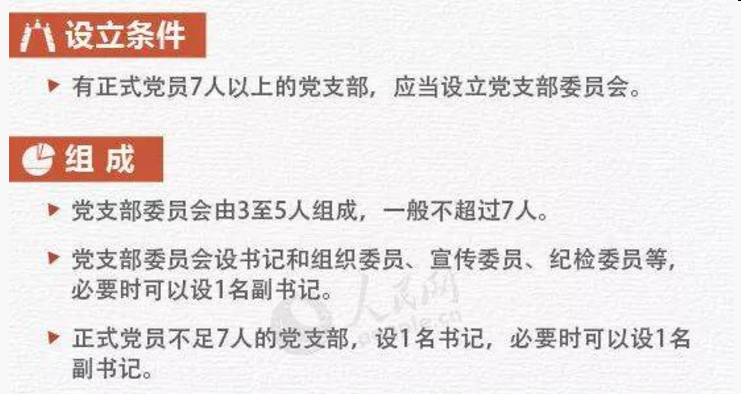 设立条件
有正式党员7人以上的党支部，应当设立党支部委员会。
组成
党支部委员会由3至5人组成，一般不超过7人。
党支部委员会设书记和组织委员、宣传委员、纪检委员等，
必要时可以设1名副书记。
人民网
正式党员不足7人的党支部，设1名书记，必要时可以设1名
副书记。